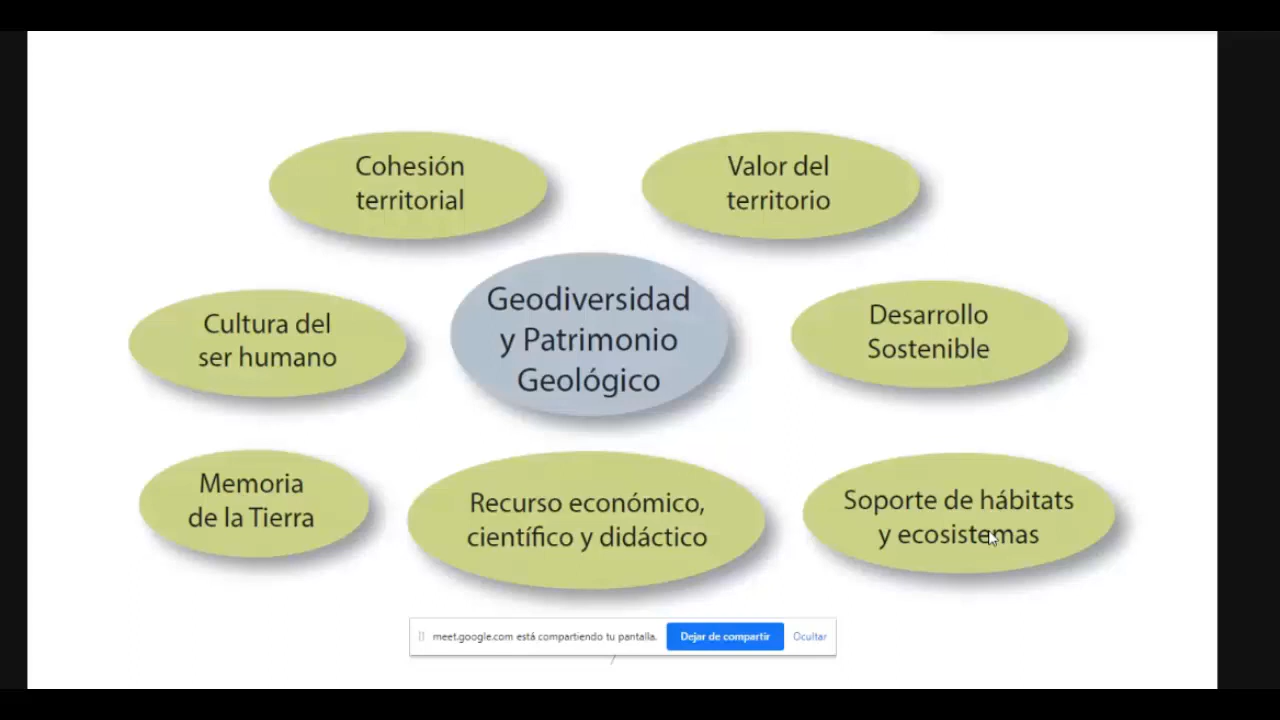 Cohesión
territorial
Valor del
territorio
Geodiversidad
y Patrimonio
Geológico
Cultura del
ser humano
Desarrollo
Sostenible
Memoria
de la Tierra
Recurso económico,
científico y didáctico
Soporte de hábitats
y ecosistemas
meet.google.com está compartiendo tu pantalla.
Dejar de compartir
Ocultar